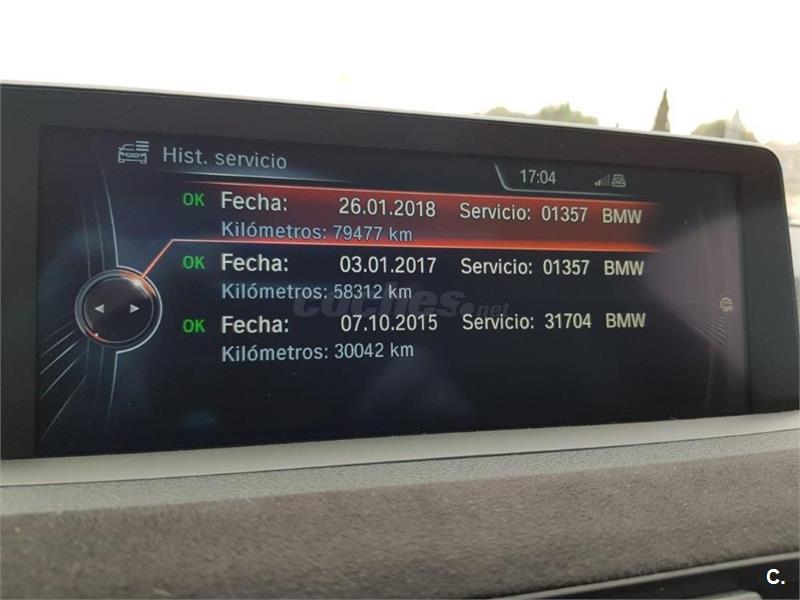 Hist. servicio
17:04
OK Fecha: 26.01.2018 Servicio: 01357 BMW
Kilómetros: 79477 km
OK Fecha: 03.01.2017 Servicio: 01357 BMW
Kilómetros: 58312 km
coches.net
OK Fecha: 07.10.2015 Servicio: 31704 BMW
Kilómetros: 30042 km
C.